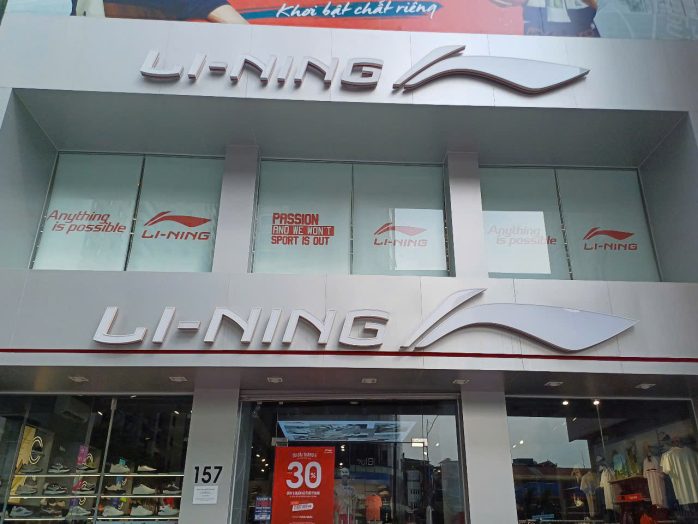 Khơi bật chất riêng
LI-NING
Anything
is possible
LI-NING
PASSION
AND WE WON'T
SPORT IS OUT
LI-NING
Anything
is possible
LI-NING
LI-NING
157
30%